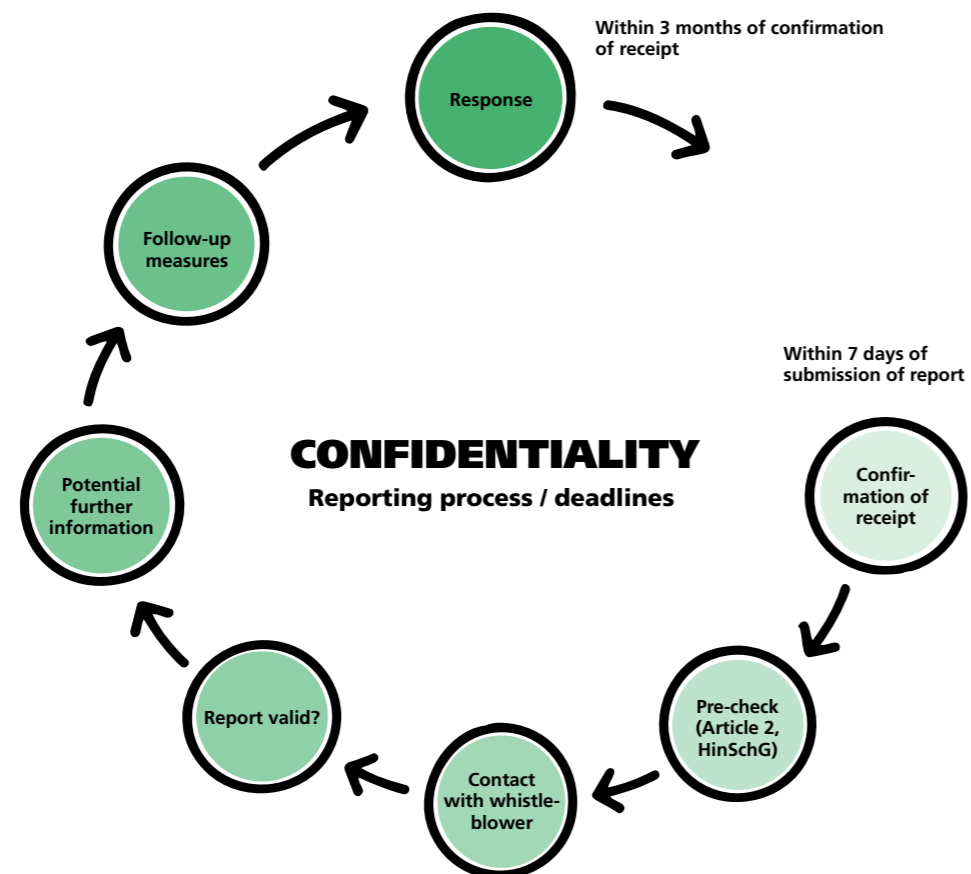 Within 3 months of confirmation
of receipt
Response
Follow-up
measures
Within 7 days of
submission of report
CONFIDENTIALITY
Reporting process / deadlines
Confir-
mation of
receipt
Potential
further
information
Report valid?
Pre-check
(Article 2,
HinSchG)
Contact
with whistle-
blower